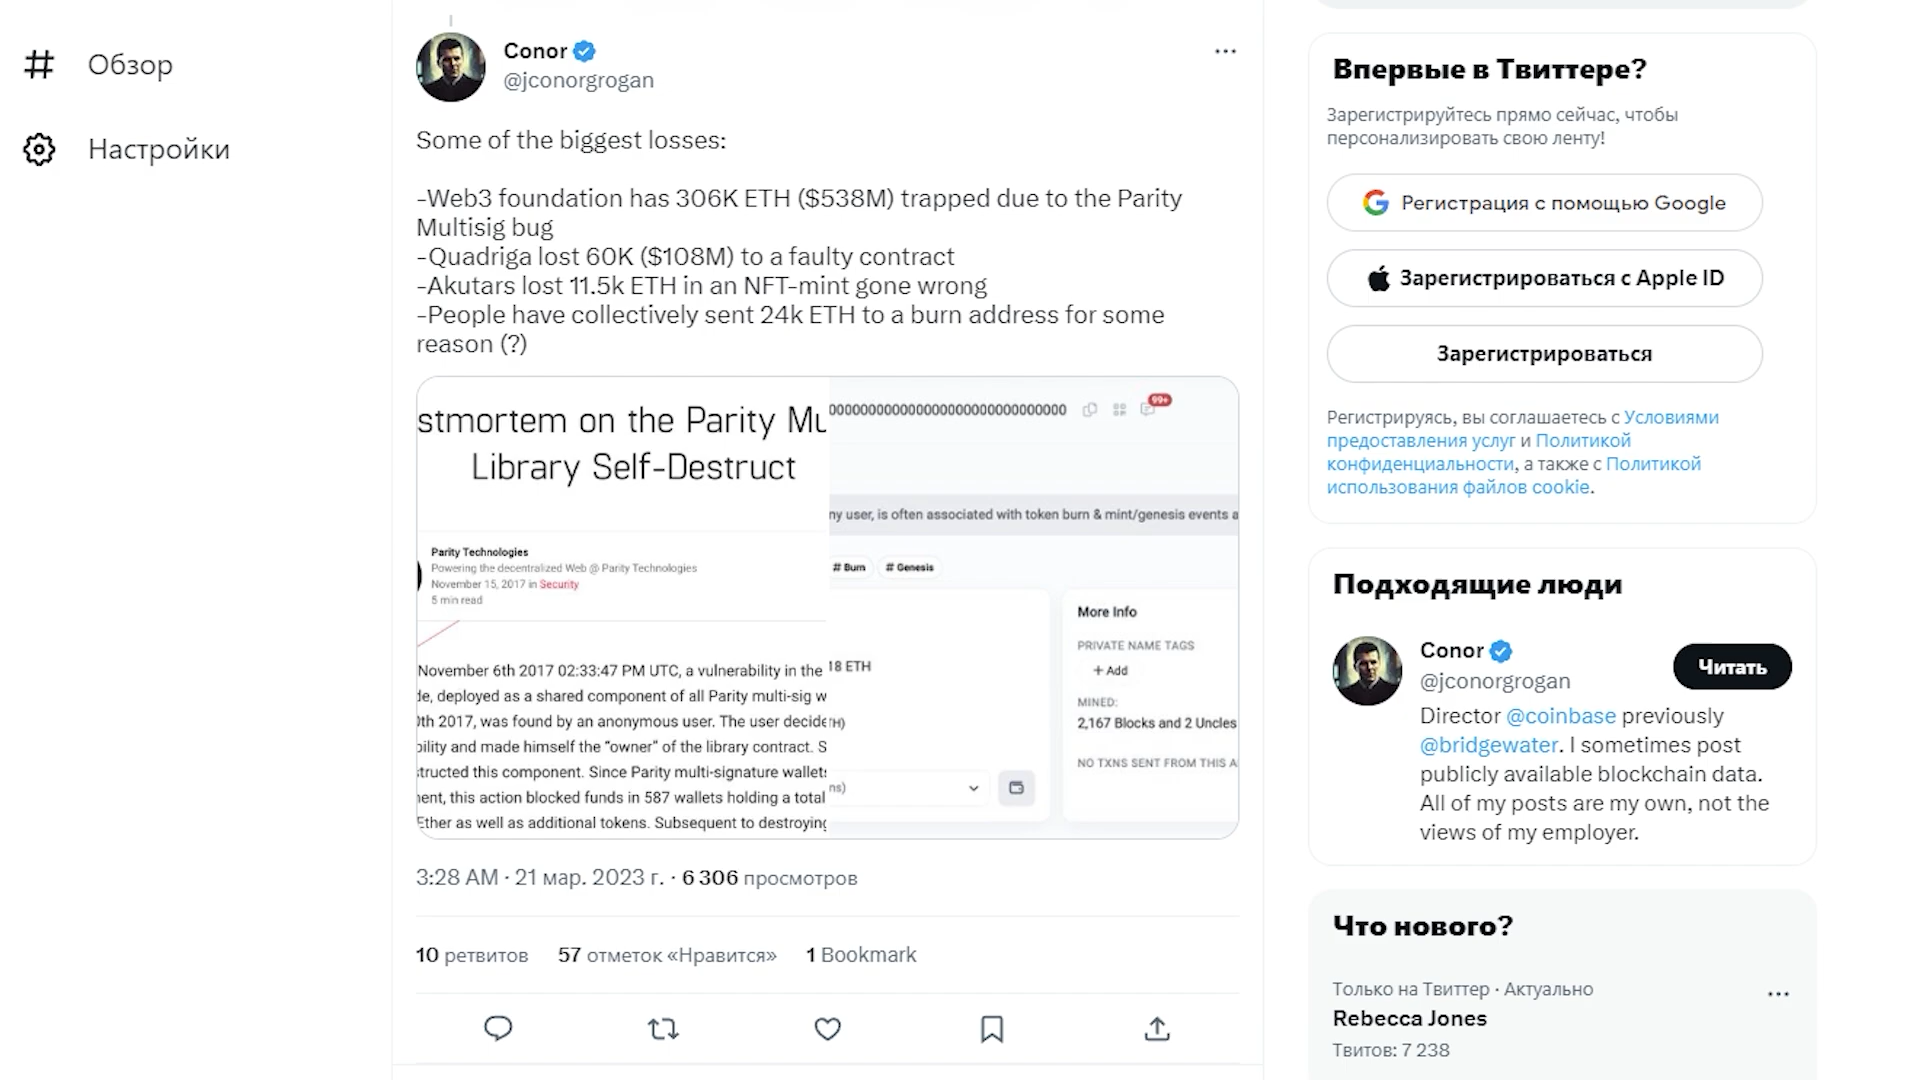 Обзор
Настройки
Conor
@jconorgrogan
Some of the biggest losses:
-Web3 foundation has 306K ETH ($538M) trapped due to the Parity
Multisig bug
-Quadriga lost 60K ($108M) to a faulty contract
-Akutars lost 11.5k ETH in an NFT-mint gone wrong
-People have collectively sent 24k ETH to a burn address for some
reason (?)
stmortem on the Parity Mu
Library Self-Destruct
Parity Technologies
Powering the decentralized Web @ Parity Technologies
November 15, 2017 in Security
5 min read
November 6th 2017 02:33:47 PM UTC, a vulnerability in the
de, deployed as a shared component of all Parity multi-sig w
0th 2017, was found by an anonymous user. The user decide
bility and made himself the “owner” of the library contract. S
tructed this component. Since Parity multi-signature wallets
ent, this action blocked funds in 587 wallets holding a total
Ether as well as additional tokens. Subsequent to destroying
99+
ny user, is often associated with token burn & mint/genesis events a
# Burn
# Genesis
18 ETH
TH)
ns)
More Info
PRIVATE NAME TAGS
+ Add
MINED:
2,167 Blocks and 2 Uncles
NO TXNS SENT FROM THIS A
3:28 AM · 21 мар. 2023 г. · 6 306 просмотров
10 ретвитов 57 отметок «Нравится» 1 Bookmark
Впервые в Твиттере?
Зарегистрируйтесь прямо сейчас, чтобы
персонализировать свою ленту!
Регистрация с помощью Google
Зарегистрироваться с Apple ID
Зарегистрироваться
Регистрируясь, вы соглашаетесь с Условиями
предоставления услуг и Политикой
конфиденциальности, а также с Политикой
использования файлов cookie.
Подходящие люди
Conor
@jconorgrogan
Читать
Director @coinbase previously
@bridgewater. I sometimes post
publicly available blockchain data.
All of my posts are my own, not the
views of my employer.
Что нового?
Только на Твиттер · Актуально
Rebecca Jones
Твитов: 7 238